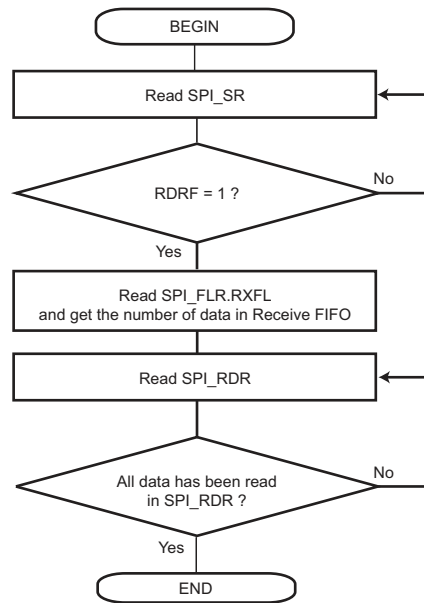 BEGIN
Read SPI_SR
RDRF = 1 ?
No
Yes
Read SPI_FLR.RXFL
and get the number of data in Receive FIFO
Read SPI_RDR
All data has been read
in SPI_RDR ?
No
Yes
END